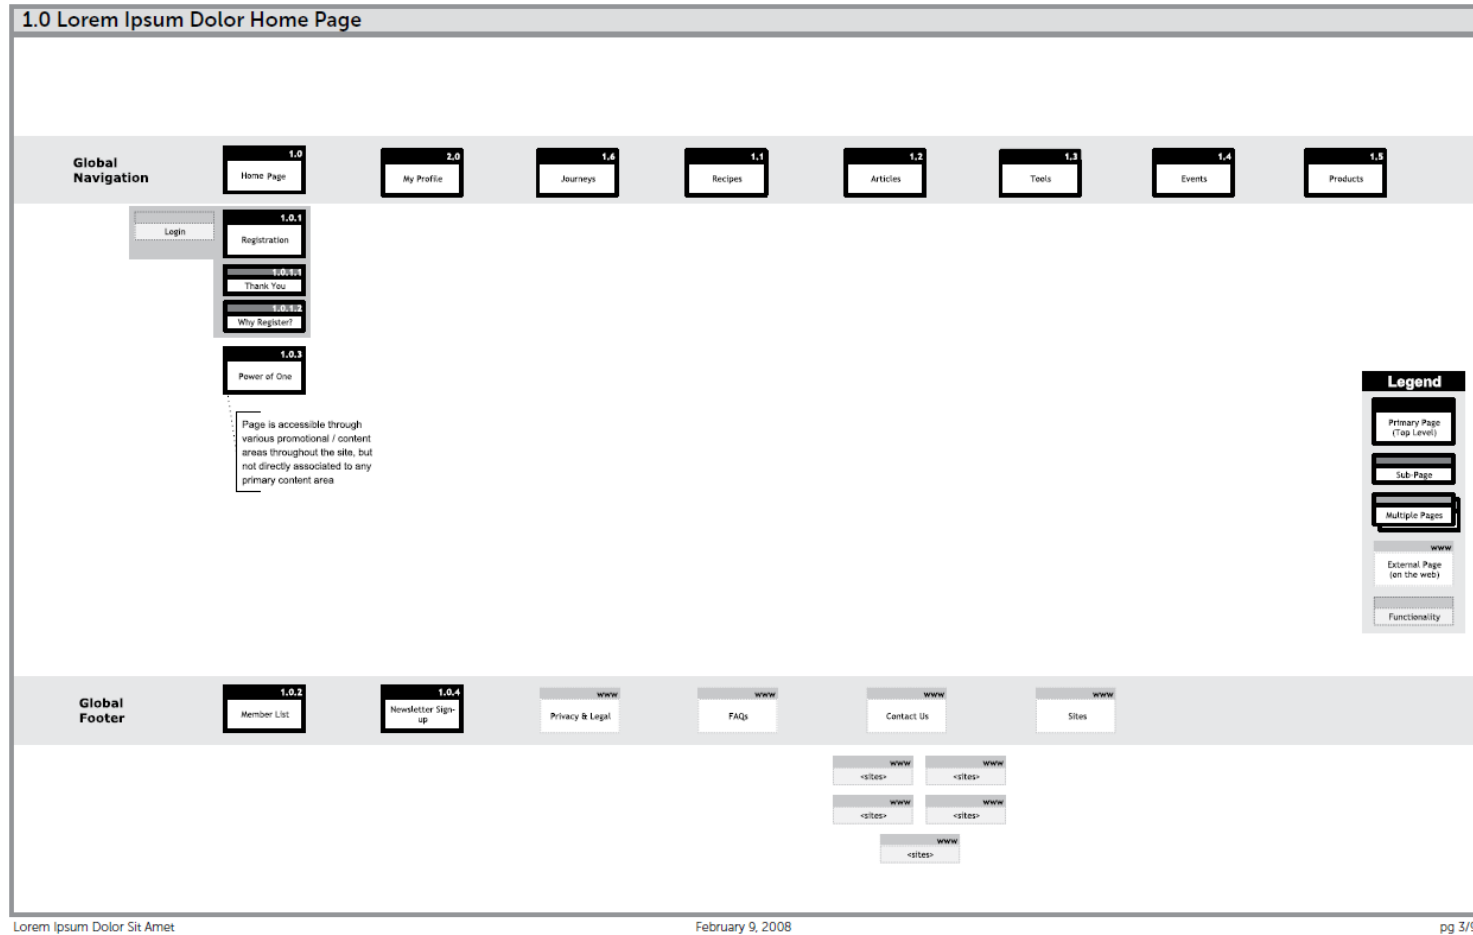 1.0 Lorem Ipsum Dolor Home Page
Global
Navigation
1.0
Home Page
2.0
My Profile
1.6
Journeys
1.1
Recipes
1.2
Articles
1.3
Tools
1.4
Events
1.5
Products
Login
1.0.1
Registration
1.0.1.1
Thank You
1.0.1.2
Why Register?
1.0.3
Power of One
Page is accessible through
various promotional / content
areas throughout the site, but
not directly associated to any
primary content area
Legend
Primary Page
(Top Level)
Sub-Page
Multiple Pages
www
External Page
(on the web)
Functionality
Global
Footer
1.0.2
Member List
1.0.4
Newsletter Sign-
up
www
Privacy & Legal
www
FAQs
www
Contact Us
www
Sites
www
<sites>
www
<sites>
www
<sites>
www
<sites>
www
<sites>
Lorem Ipsum Dolor Sit Amet
February 9, 2008
pg 3/9